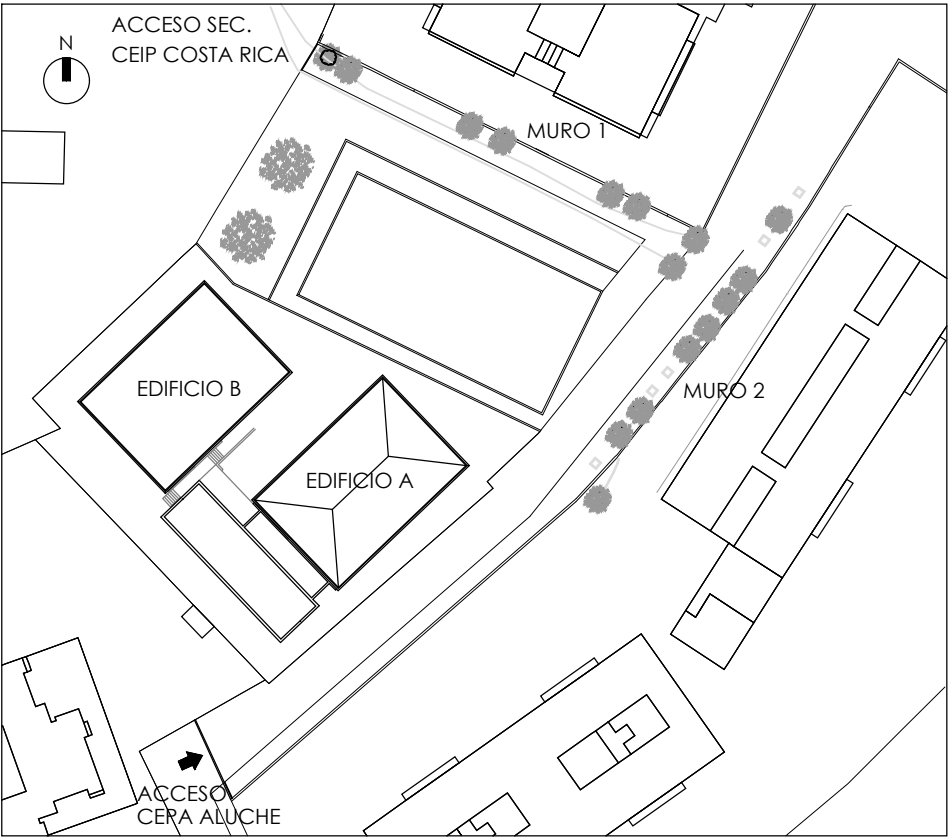 ACCESO SEC.
CEIP COSTA RICA
N
MURO 1
EDIFICIO B
MURO 2
EDIFICIO A
ACCESO
CEPA ALUCHE